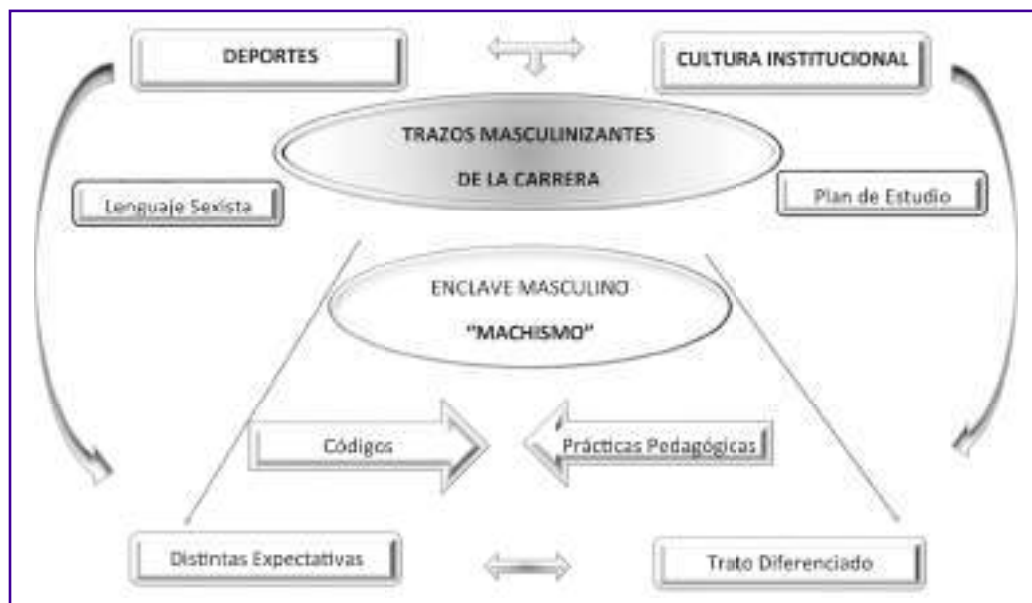 DEPORTES
CULTURA INSTITUCIONAL
TRAZOS MASCULINIZANTES
DE LA CARRERA
Lenguaje Sexista
Plan de Estudio
ENCLAVE MASCULINO
“MACHISMO”
Códigos
Prácticas Pedagógicas
Distintas Expectativas
Trato Diferenciado